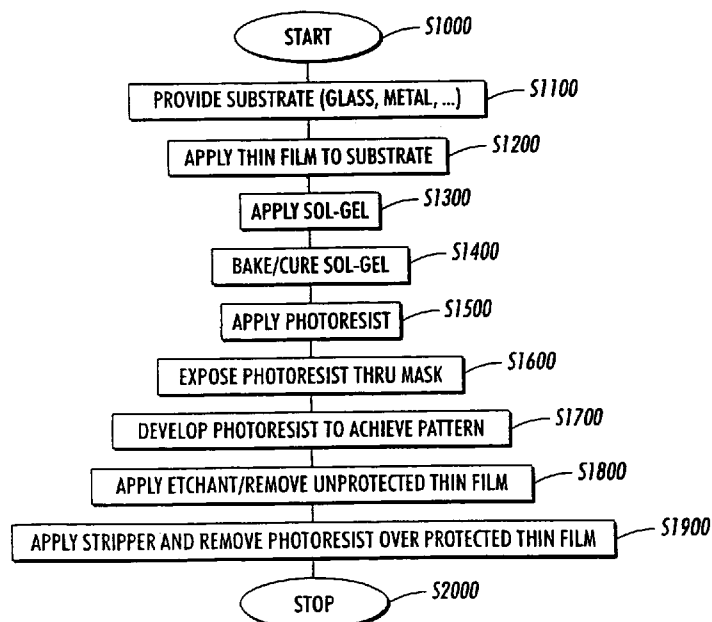 START
S1000
PROVIDE SUBSTRATE (GLASS, METAL, ...)
S1100
APPLY THIN FILM TO SUBSTRATE
S1200
APPLY SOL-GEL
S1300
BAKE/CURE SOL-GEL
S1400
APPLY PHOTORESIST
S1500
EXPOSE PHOTORESIST THRU MASK
S1600
DEVELOP PHOTORESIST TO ACHIEVE PATTERN
S1700
APPLY ETCHANT/REMOVE UNPROTECTED THIN FILM
S1800
APPLY STRIPPER AND REMOVE PHOTORESIST OVER PROTECTED THIN FILM
S1900
STOP
S2000